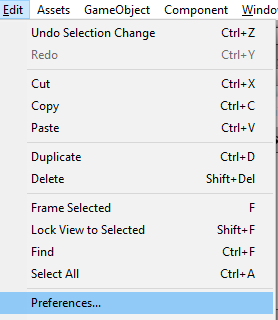 Edit Assets GameObject Component Windo
Undo Selection Change Ctrl+Z
Redo Ctrl+Y
Cut Ctrl+X
Copy Ctrl+C
Paste Ctrl+V
Duplicate Ctrl+D
Delete Shift+Del
Frame Selected F
Lock View to Selected Shift+F
Find Ctrl+F
Select All Ctrl+A
Preferences...